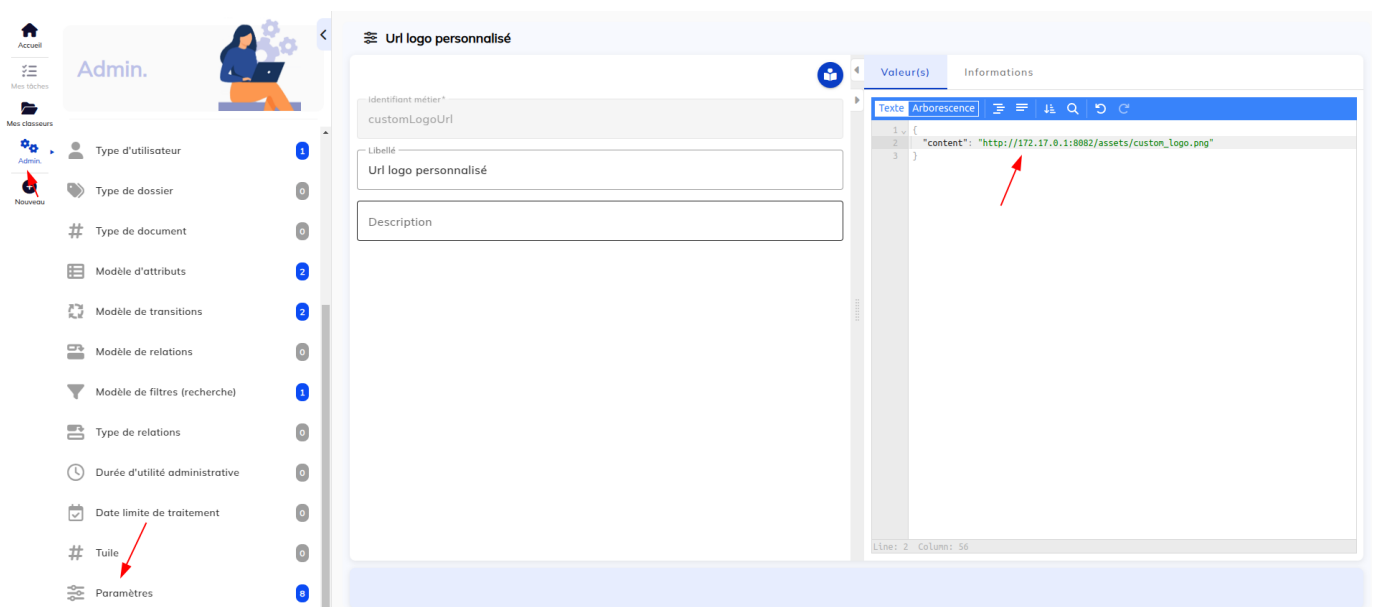 Accueil
Mes tâches
Mes classeurs
Admin.
Nouveau
Admin.
Type d'utilisateur 1
Type de dossier 0
Type de document 0
Modèle d'attributs 2
Modèle de transitions 2
Modèle de relations 0
Modèle de filtres (recherche) 1
Type de relations 0
Durée d'utilité administrative 0
Date limite de traitement 0
Tuile 0
Paramètres 8
Url logo personnalisé
Identifiant métier*
customLogoUrl
Libellé
Url logo personnalisé
Description
Valeur(s) Informations
Texte Arborescence
1 {
2 "content": "http://172.17.0.1:8082/assets/custom_logo.png"
3 }
Line: 2 Column: 56